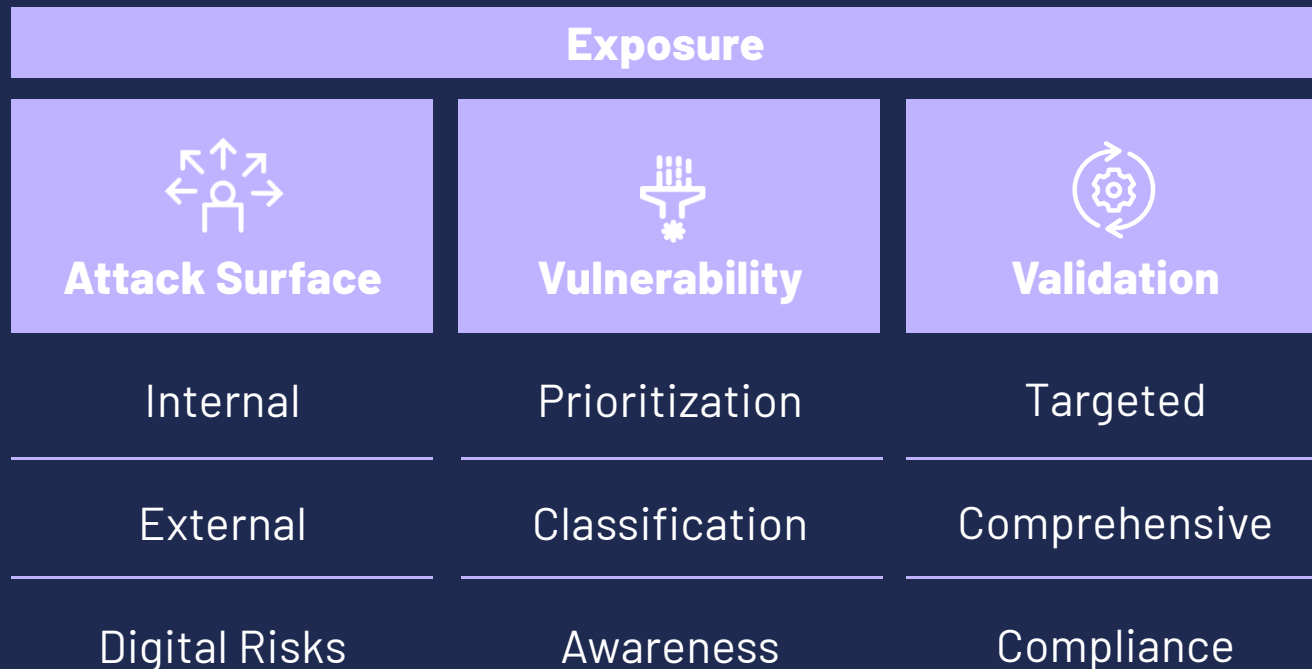 Exposure
Attack Surface
Vulnerability
Validation
Internal
Prioritization
Targeted
External
Classification
Comprehensive
Digital Risks
Awareness
Compliance